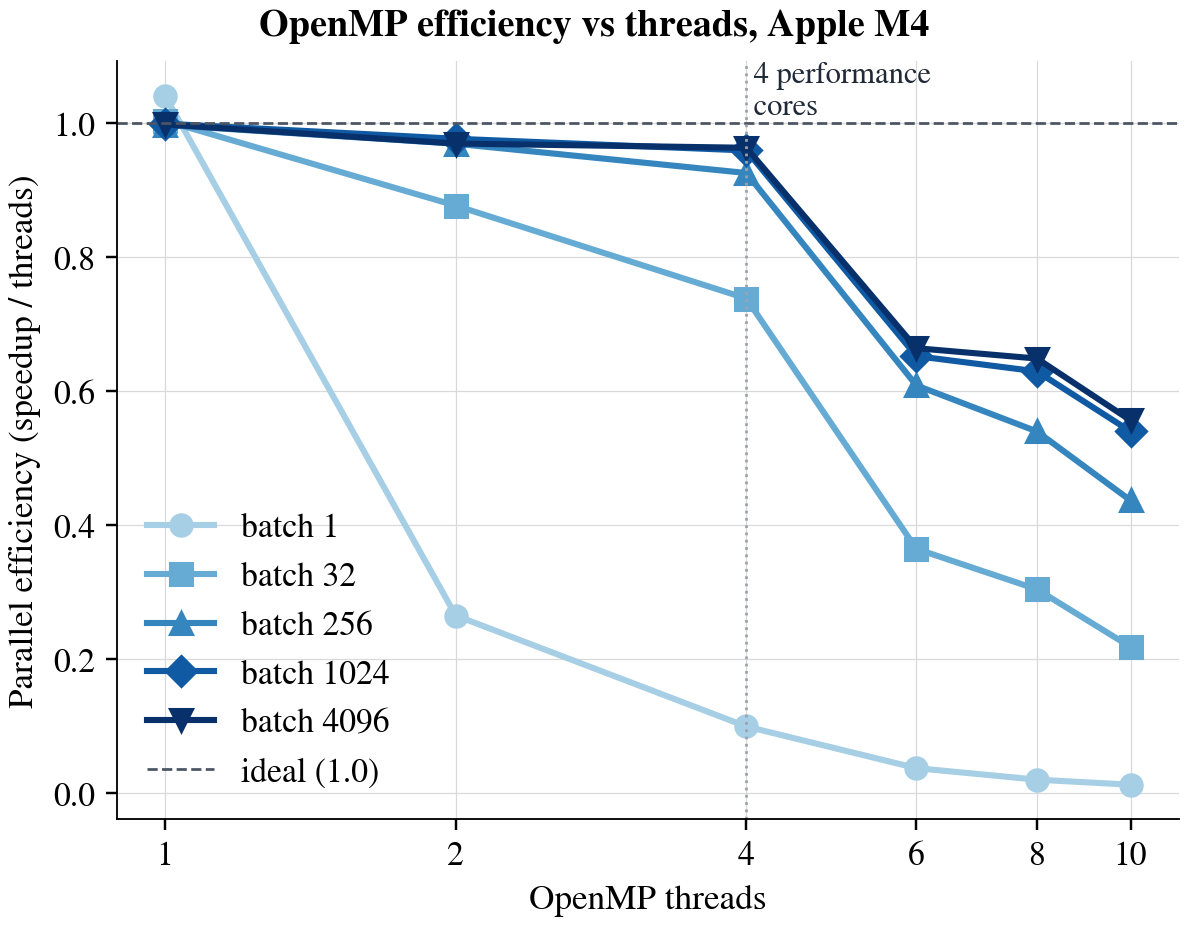 OpenMP efficiency vs threads, Apple M4
4 performance
cores
Parallel efficiency (speedup / threads)
1.0
0.8
0.6
0.4
0.2
0.0
batch 1
batch 32
batch 256
batch 1024
batch 4096
ideal (1.0)
1 2 4 6 8 10
OpenMP threads